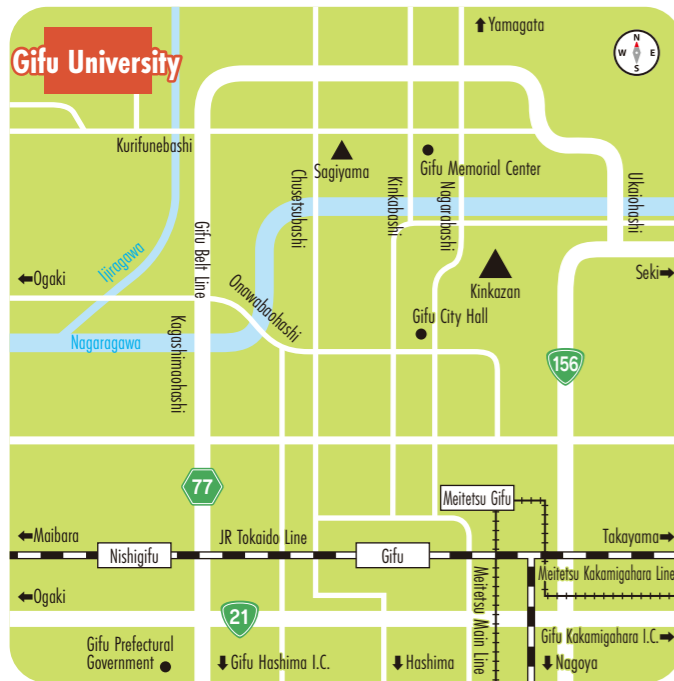 Yamagata
N
W E
S
Gifu University
Kurifunebashi
Sagiyama
Gifu Memorial Center
Chusetsubashi
Kinkabashi
Nagarabashi
Ukaiohashi
Gifu Belt Line
Ijiragawa
Ogaki
Onawabaohashi
Kinkazan
Seki
Gifu City Hall
Nagaragawa
Kagashimaohashi
156
77
Meitetsu Gifu
Maibara
JR Tokaido Line
Takayama
Nishigifu
Gifu
Meitetsu Kakamigahara Line
Meitetsu Main Line
Ogaki
21
Gifu Kakamigahara I.C.
Gifu Prefectural
Government
Gifu Hashima I.C.
Hashima
Nagoya